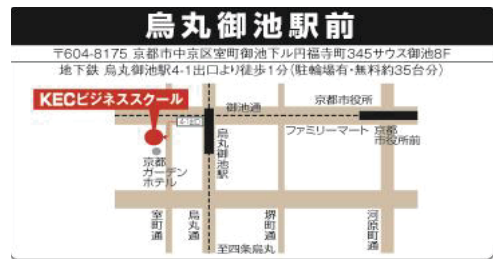 烏丸御池駅前
〒604-8175 京都市中京区室町御池下ル円福寺町345サウス御池8F
地下鉄 烏丸御池駅4-1出口より徒歩1分(駐輪場有・無料約35台分)
KECビジネススクール
御池通
京都市役所
ファミリーマート
京都市役所前
烏丸御池駅
京都ガーデンホテル
室町通
烏丸通
堺町通
河原町通
至四条烏丸